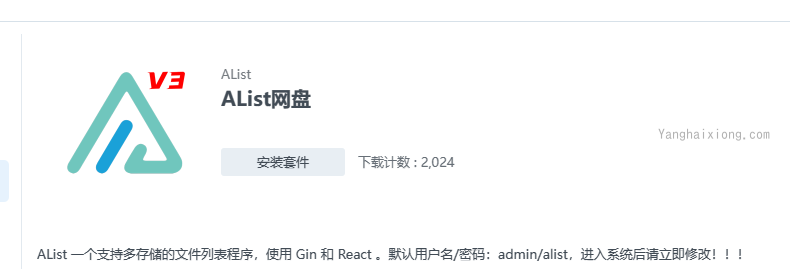 V3
AList
AList网盘
Yanghaixiong.com
安装套件 下载计数 : 2,024
AList 一个支持多存储的文件列表程序，使用 Gin 和 React 。默认用户名/密码：admin/alist，进入系统后请立即修改！！！